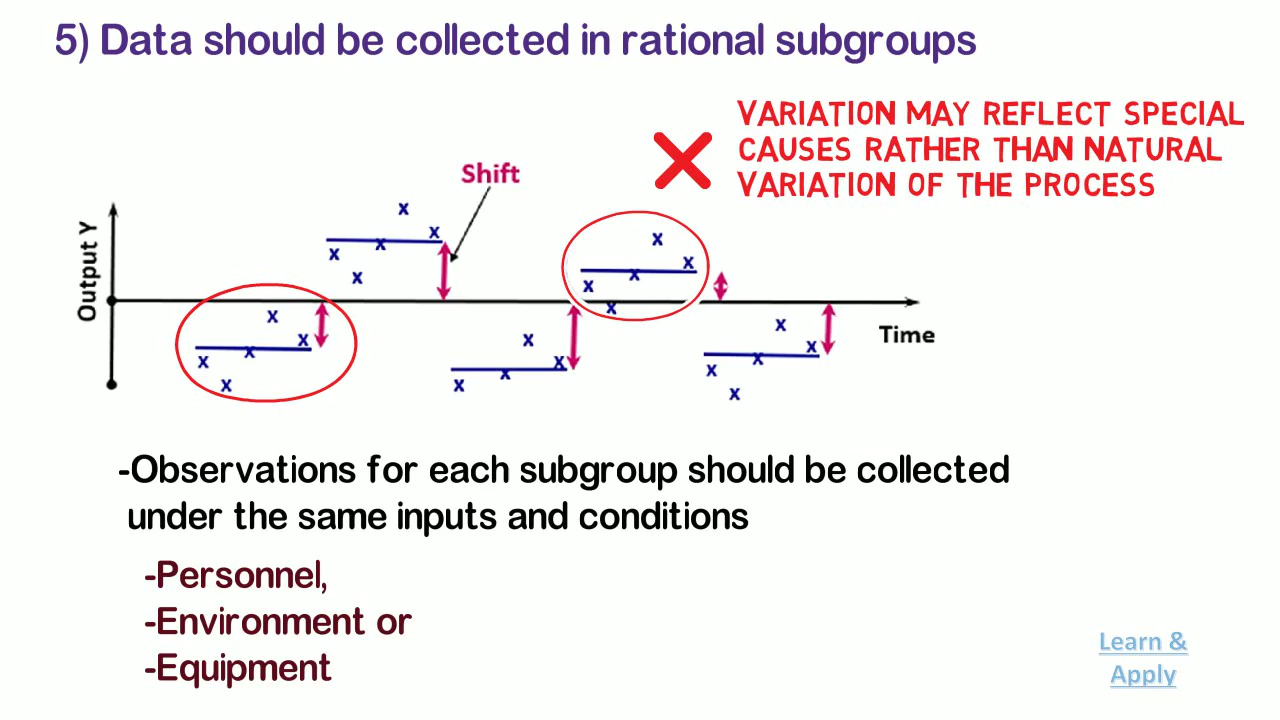 5) Data should be collected in rational subgroups
VARIATION MAY REFLECT SPECIAL
CAUSES RATHER THAN NATURAL
VARIATION OF THE PROCESS
Shift
Output Y
Time
-Observations for each subgroup should be collected
under the same inputs and conditions
-Personnel,
-Environment or
-Equipment
Learn &
Apply